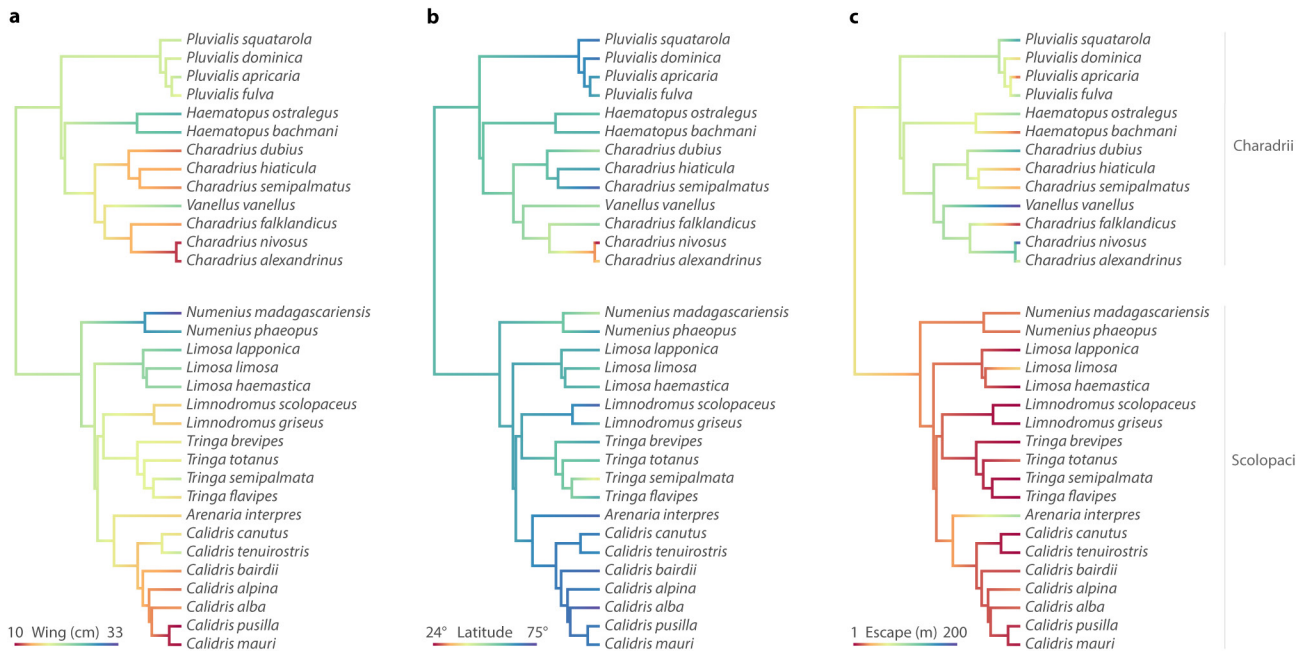 a
Pluvialis squatarola
Pluvialis dominica
Pluvialis apricaria
Pluvialis fulva
Haematopus ostralegus
Haematopus bachmani
Charadrius dubius
Charadrius hiaticula
Charadrius semipalmatus
Vanellus vanellus
Charadrius falklandicus
Charadrius nivosus
Charadrius alexandrinus
Numenius madagascariensis
Numenius phaeopus
Limosa lapponica
Limosa limosa
Limosa haemastica
Limnodromus scolopaceus
Limnodromus griseus
Tringa brevipes
Tringa totanus
Tringa semipalmata
Tringa flavipes
Arenaria interpres
Calidris canutus
Calidris tenuirostris
Calidris bairdii
Calidris alpina
Calidris alba
Calidris pusilla
Calidris mauri
10 Wing (cm) 33
b
Pluvialis squatarola
Pluvialis dominica
Pluvialis apricaria
Pluvialis fulva
Haematopus ostralegus
Haematopus bachmani
Charadrius dubius
Charadrius hiaticula
Charadrius semipalmatus
Vanellus vanellus
Charadrius falklandicus
Charadrius nivosus
Charadrius alexandrinus
Numenius madagascariensis
Numenius phaeopus
Limosa lapponica
Limosa limosa
Limosa haemastica
Limnodromus scolopaceus
Limnodromus griseus
Tringa brevipes
Tringa totanus
Tringa semipalmata
Tringa flavipes
Arenaria interpres
Calidris canutus
Calidris tenuirostris
Calidris bairdii
Calidris alpina
Calidris alba
Calidris pusilla
Calidris mauri
24° Latitude 75°
c
Pluvialis squatarola
Pluvialis dominica
Pluvialis apricaria
Pluvialis fulva
Haematopus ostralegus
Haematopus bachmani
Charadrius dubius
Charadrius hiaticula
Charadrius semipalmatus
Vanellus vanellus
Charadrius falklandicus
Charadrius nivosus
Charadrius alexandrinus
Numenius madagascariensis
Numenius phaeopus
Limosa lapponica
Limosa limosa
Limosa haemastica
Limnodromus scolopaceus
Limnodromus griseus
Tringa brevipes
Tringa totanus
Tringa semipalmata
Tringa flavipes
Arenaria interpres
Calidris canutus
Calidris tenuirostris
Calidris bairdii
Calidris alpina
Calidris alba
Calidris pusilla
Calidris mauri
1 Escape (m) 200
Charadrii
Scolopaci